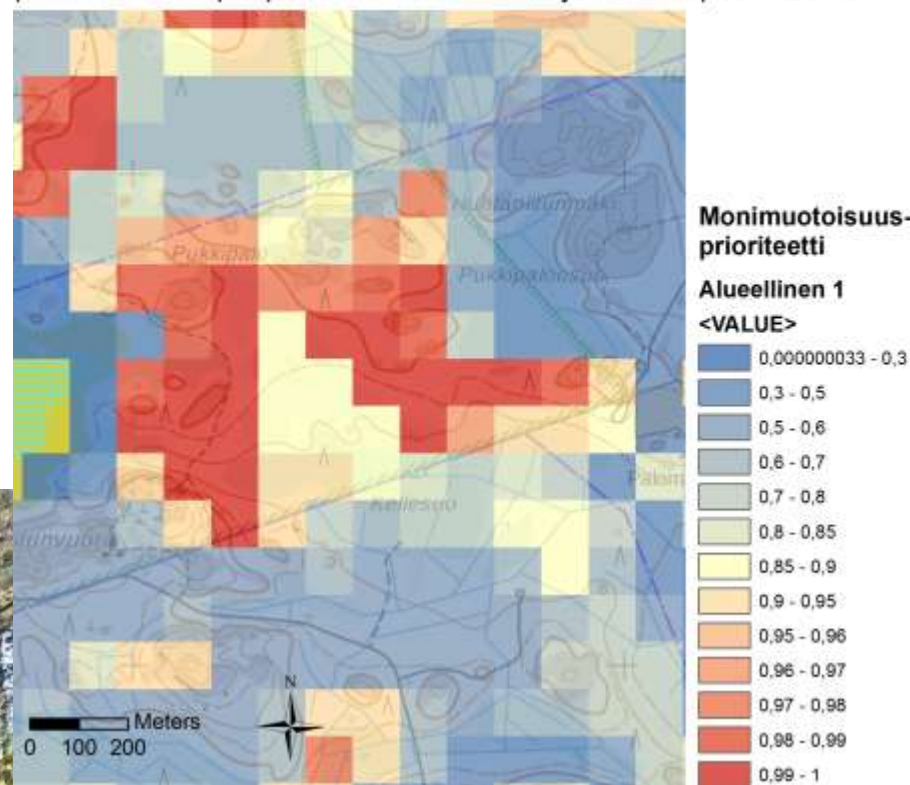 Pukkipalo
Kellesuo
Monimuotoisuus-
prioriteetti
Alueellinen 1
<VALUE>
0,000000033 - 0,3
0,3 - 0,5
0,5 - 0,6
0,6 - 0,7
0,7 - 0,8
0,8 - 0,85
0,85 - 0,9
0,9 - 0,95
0,95 - 0,96
0,96 - 0,97
0,97 - 0,98
0,98 - 0,99
0,99 - 1
N
Meters
0 100 200